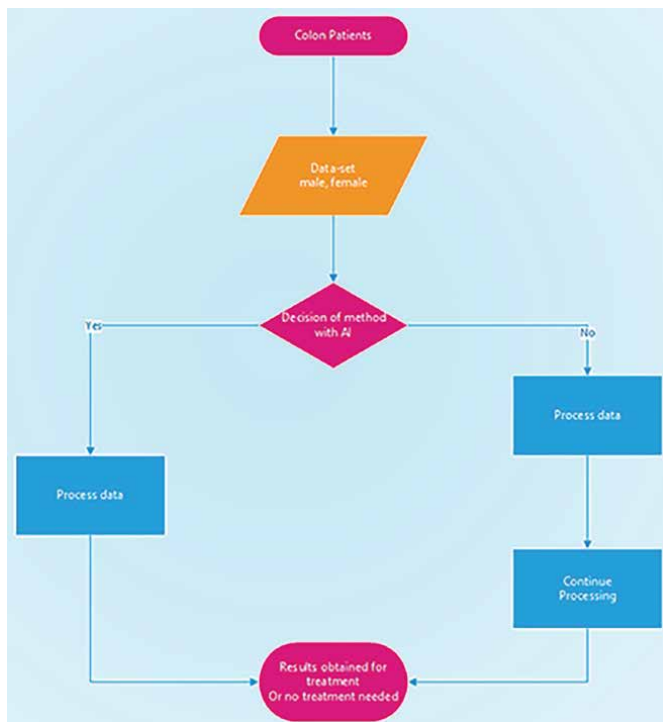 Colon Patients
Data-set
male, female
Decision of method
with AI
Yes
No
Process data
Process data
Continue
Processing
Results obtained for
treatment
Or no treatment needed